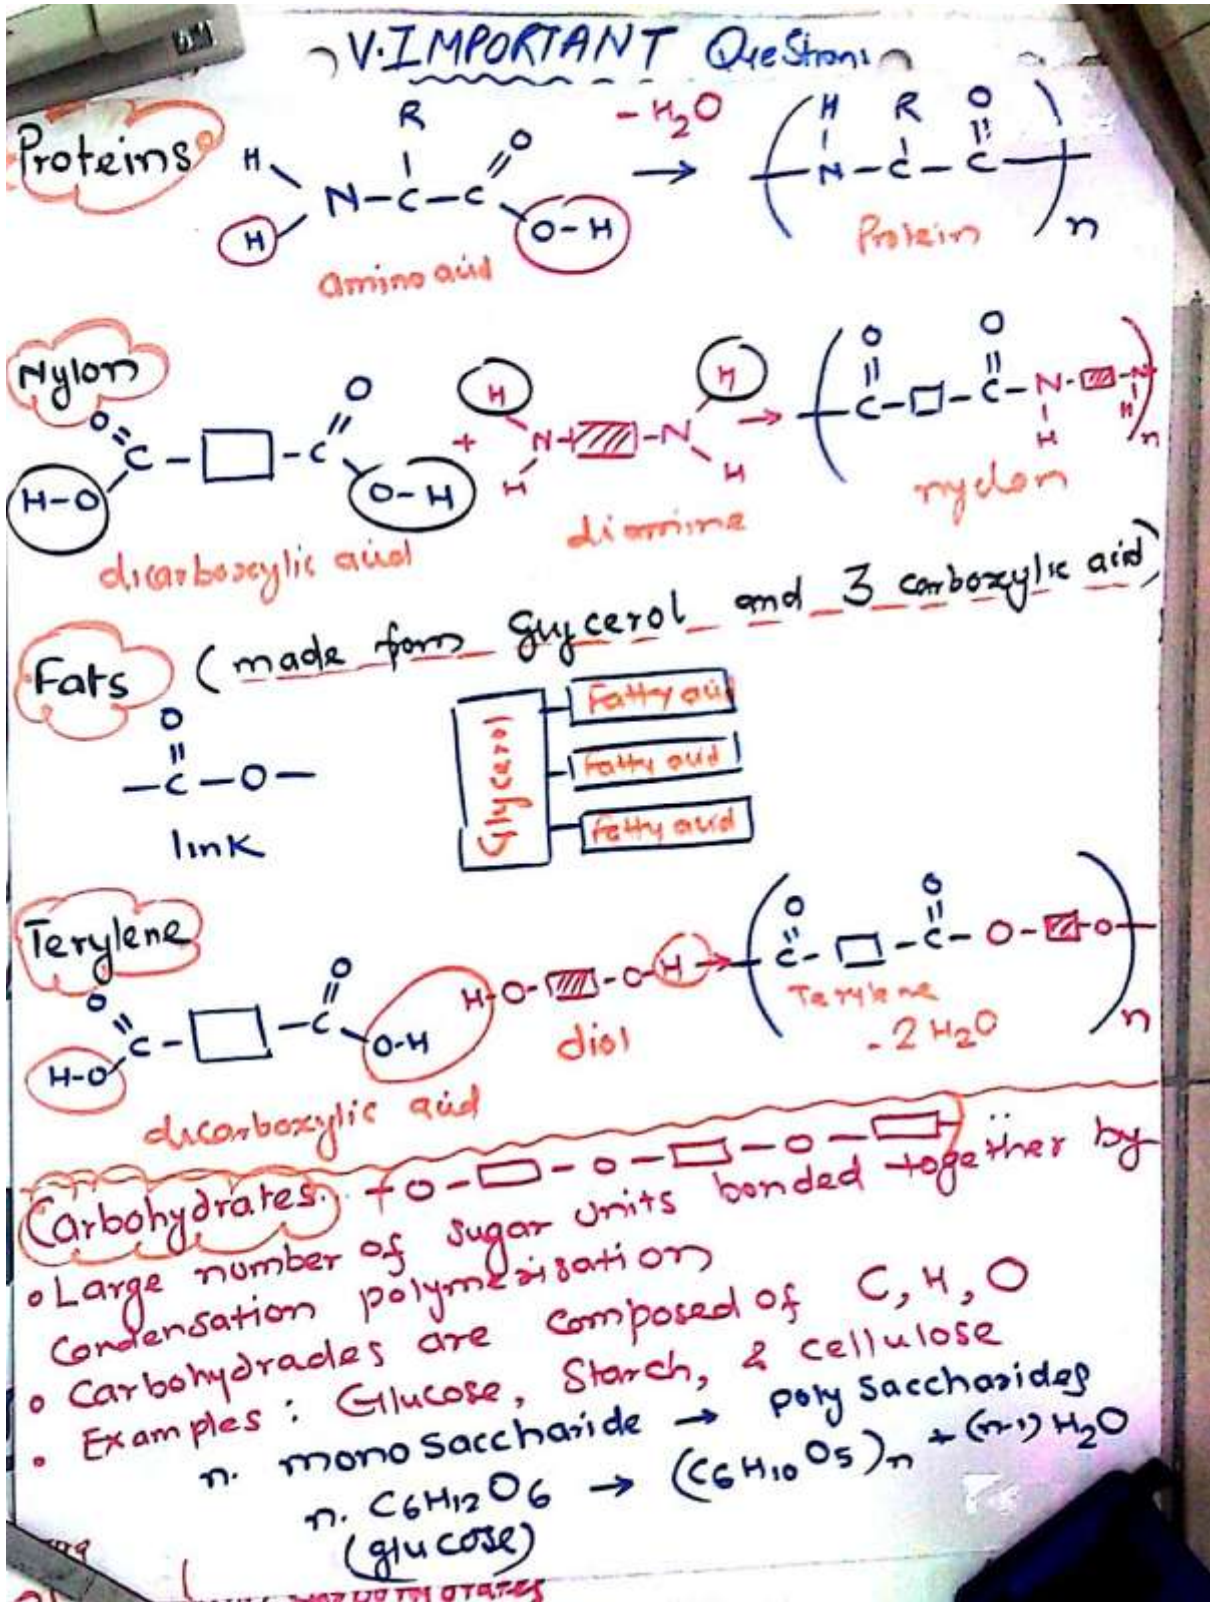 V.IMPORTANT Questions
Proteins
H
R
O
H
N-C-C
O-H
amino acid
-H2O
→
H R O
-N-C-C-
n
Protein
Nylon
O
O
C
C
H-O
O-H
dicarboxylic acid
+
H
H
N
N
H
H
diamine
→
O O
C C N N
H H
n
nyclon
Fats (made form Glycerol and 3 carboxylic acid)
O
-C-O-
link
Glycerol
Fatty acid
Fatty acid
Fatty acid
Terylene
O
O
C
C
H-O
O-H
dicarboxylic acid
H-O- -O-H →
diol
O O
C- -C-O- -O-
Terylene
n
- 2 H2O
Carbohydrates. +O- -O- -O-
• Large number of sugar units bonded together by
Condensation polymerisation
• Carbohydrades are composed of C, H, O
• Examples: Glucose, Starch, & cellulose
n. mono saccharide → poly saccharides
n. C6H12O6 → (C6H10O5)n + (n-1) H2O
(glucose)